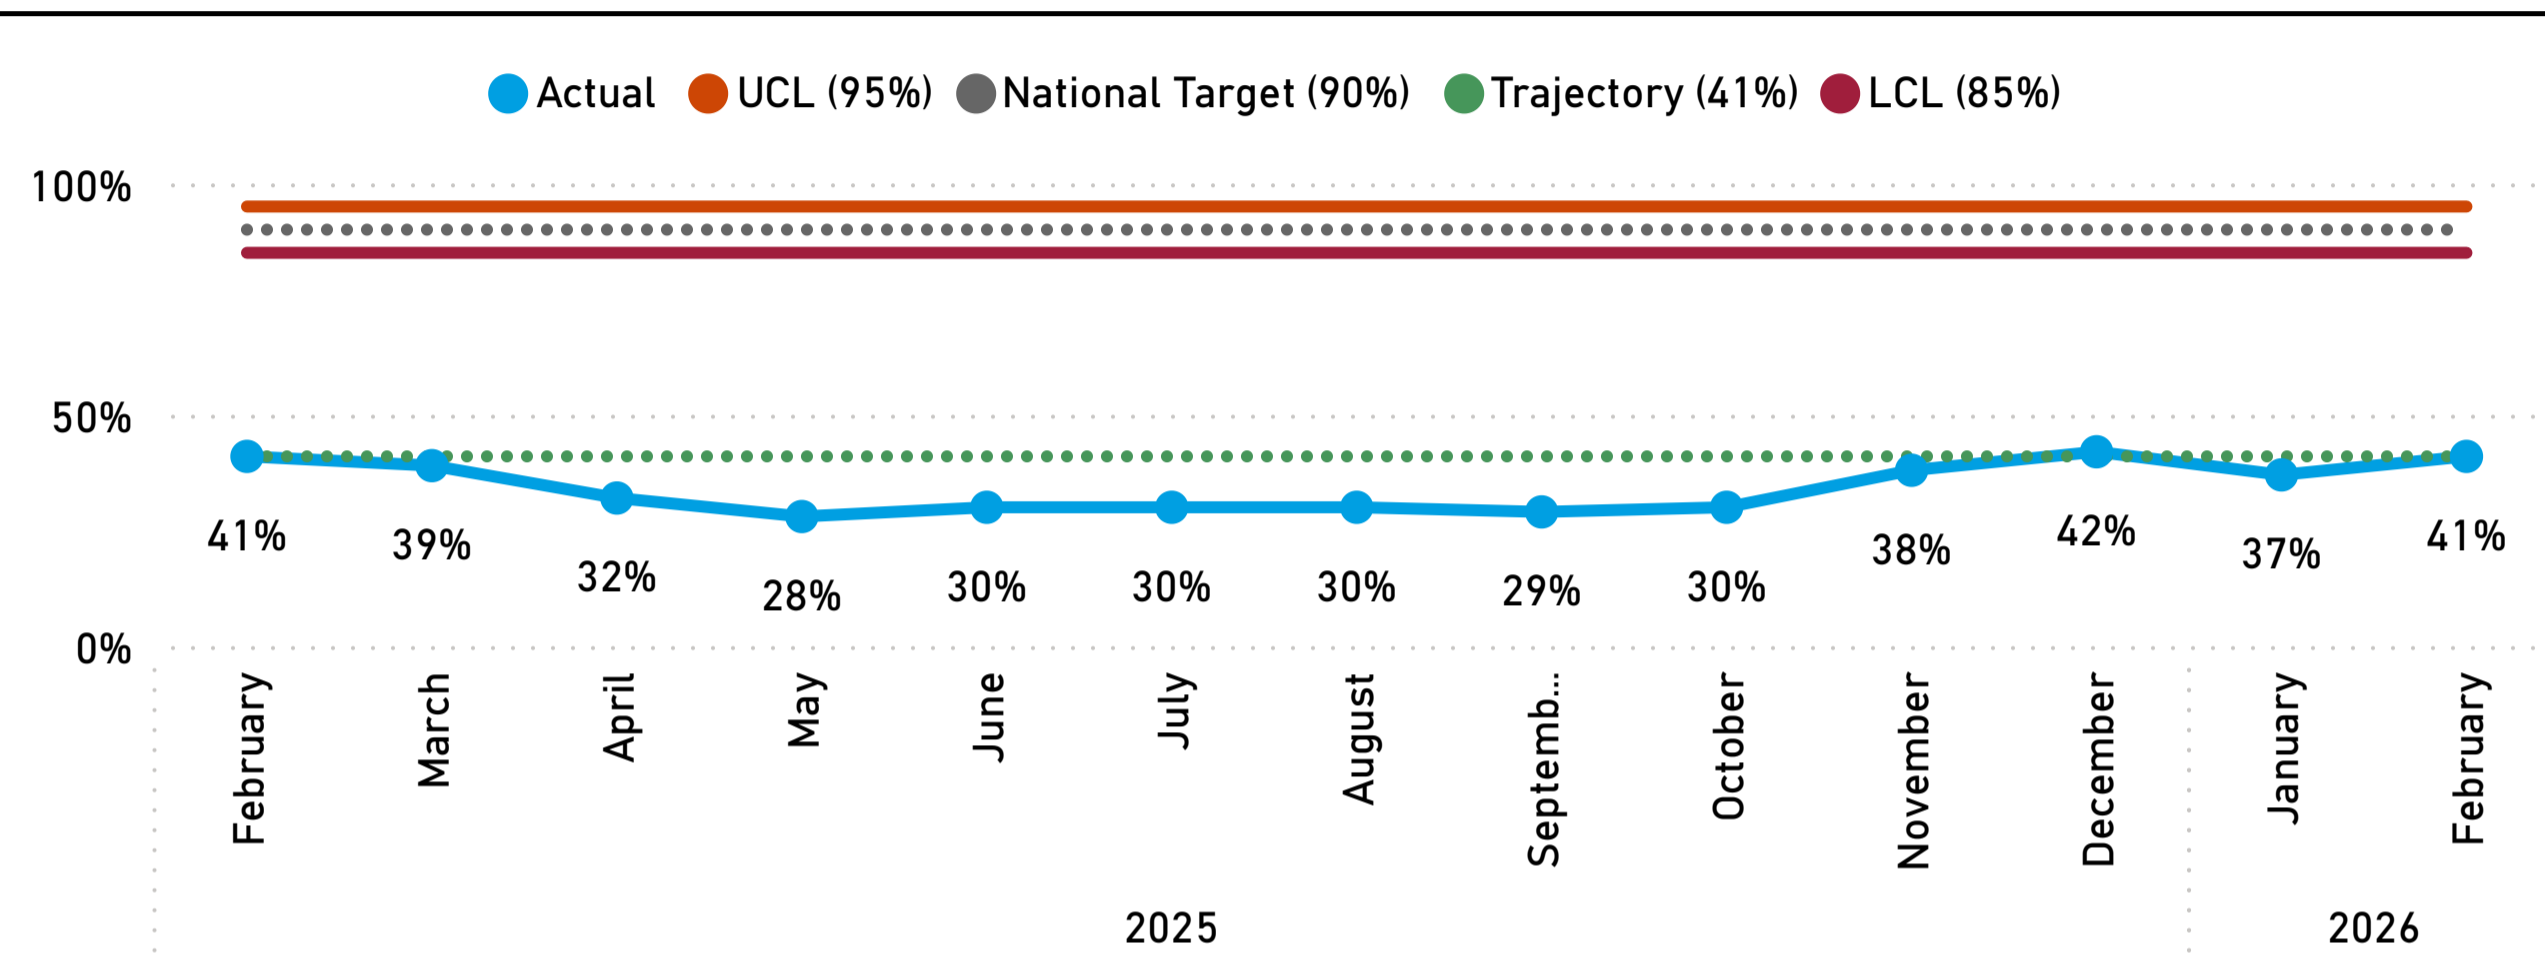 Actual UCL (95%) National Target (90%) Trajectory (41%) LCL (85%)
100%
50%
0%
41% 39% 32% 28% 30% 30% 30% 29% 30% 38% 42% 37% 41%
February March April May June July August Septemb... October November December January February
2025 2026